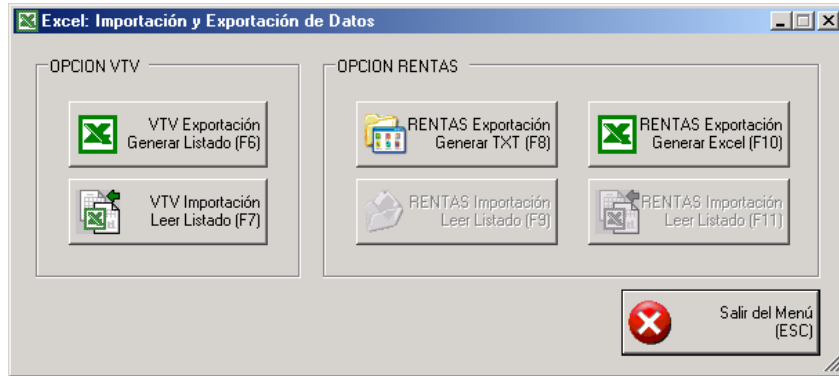 Excel: Importación y Exportación de Datos
OPCION VTV
VTV Exportación
Generar Listado (F6)
VTV Importación
Leer Listado (F7)
OPCION RENTAS
RENTAS Exportación
Generar TXT (F8)
RENTAS Exportación
Generar Excel (F10)
RENTAS Importación
Leer Listado (F9)
RENTAS Importación
Leer Listado (F11)
Salir del Menú
(ESC)